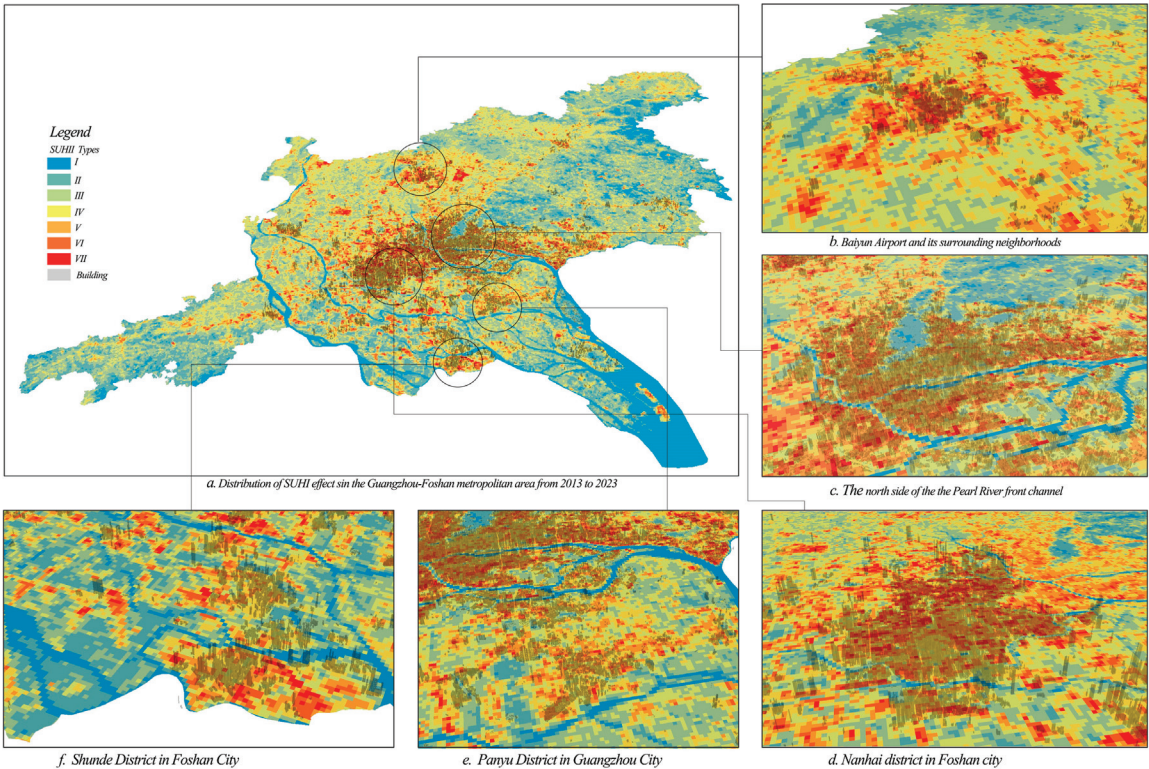 Legend
SUHII Types
I
II
III
IV
V
VI
VII
Building
a. Distribution of SUHI effect sin the Guangzhou-Foshan metropolitan area from 2013 to 2023
b. Baiyun Airport and its surrounding neighborhoods
c. The north side of the the Pearl River front channel
f. Shunde District in Foshan City
e. Panyu District in Guangzhou City
d. Nanhai district in Foshan city